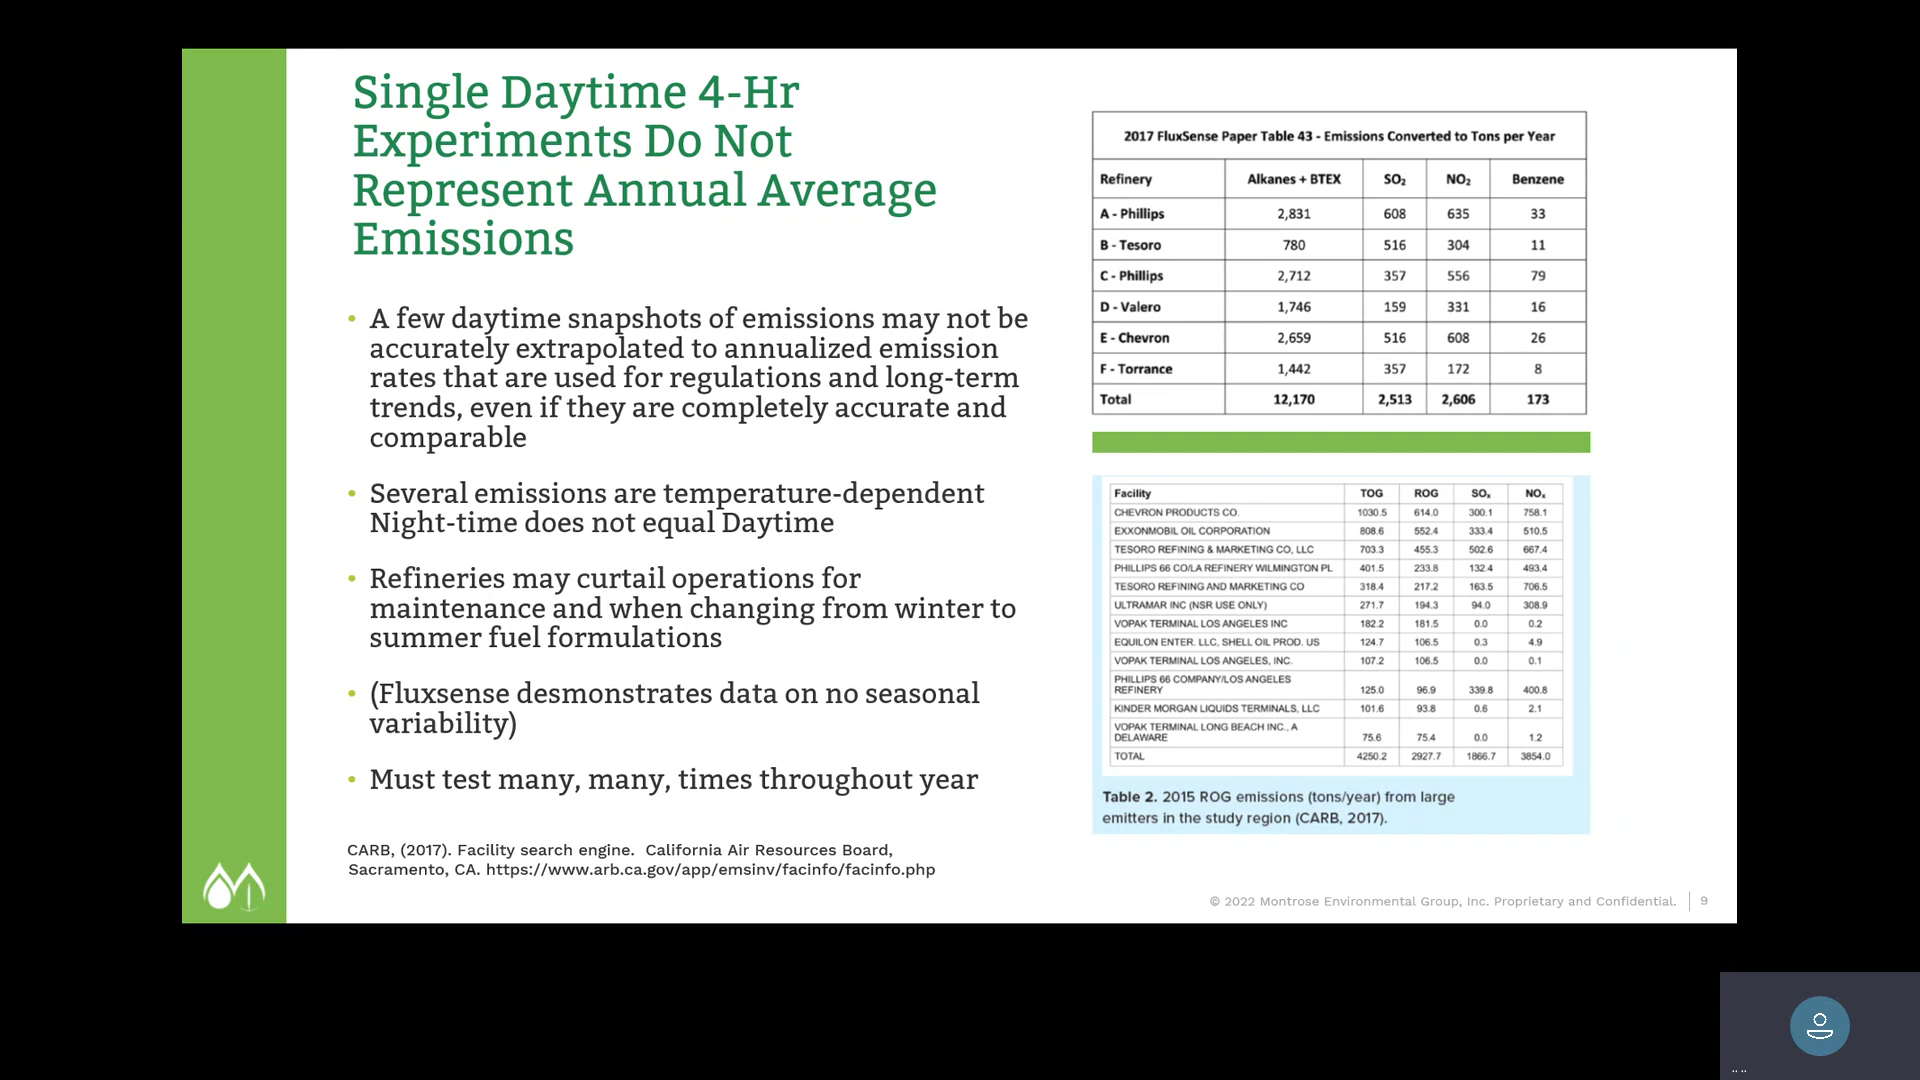 Single Daytime 4-Hr
Experiments Do Not
Represent Annual Average
Emissions
• A few daytime snapshots of emissions may not be
accurately extrapolated to annualized emission
rates that are used for regulations and long-term
trends, even if they are completely accurate and
comparable
• Several emissions are temperature-dependent
Night-time does not equal Daytime
• Refineries may curtail operations for
maintenance and when changing from winter to
summer fuel formulations
• (Fluxsense desmonstrates data on no seasonal
variability)
• Must test many, many, times throughout year
CARB, (2017). Facility search engine. California Air Resources Board,
Sacramento, CA. https://www.arb.ca.gov/app/emsinv/facinfo/facinfo.php
2017 FluxSense Paper Table 43 - Emissions Converted to Tons per Year
Refinery Alkanes + BTEX SO₂ NO₂ Benzene
A - Phillips 2,831 608 635 33
B - Tesoro 780 516 304 11
C - Phillips 2,712 357 556 79
D - Valero 1,746 159 331 16
E - Chevron 2,659 516 608 26
F - Torrance 1,442 357 172 8
Total 12,170 2,513 2,606 173
Facility TOG ROG SOₓ NOₓ
CHEVRON PRODUCTS CO. 1030.5 614.0 300.1 758.1
EXXONMOBIL OIL CORPORATION 808.6 552.4 333.4 510.5
TESORO REFINING & MARKETING CO, LLC 703.3 455.3 502.6 667.4
PHILLIPS 66 CO/LA REFINERY WILMINGTON PL 401.5 233.8 132.4 493.4
TESORO REFINING AND MARKETING CO 318.4 217.2 163.5 706.5
ULTRAMAR INC (NSR USE ONLY) 271.7 194.3 94.0 308.9
VOPAK TERMINAL LOS ANGELES INC 182.2 181.5 0.0 0.2
EQUILON ENTER. LLC, SHELL OIL PROD. US 124.7 106.5 0.3 4.9
VOPAK TERMINAL LOS ANGELES, INC. 107.2 106.5 0.0 0.1
PHILLIPS 66 COMPANY/LOS ANGELES
REFINERY 125.0 96.9 339.8 400.8
KINDER MORGAN LIQUIDS TERMINALS, LLC 101.6 93.8 0.6 2.1
VOPAK TERMINAL LONG BEACH INC., A
DELAWARE 75.6 75.4 0.0 1.2
TOTAL 4250.2 2927.7 1866.7 3854.0
Table 2. 2015 ROG emissions (tons/year) from large
emitters in the study region (CARB, 2017).
© 2022 Montrose Environmental Group, Inc. Proprietary and Confidential. 9